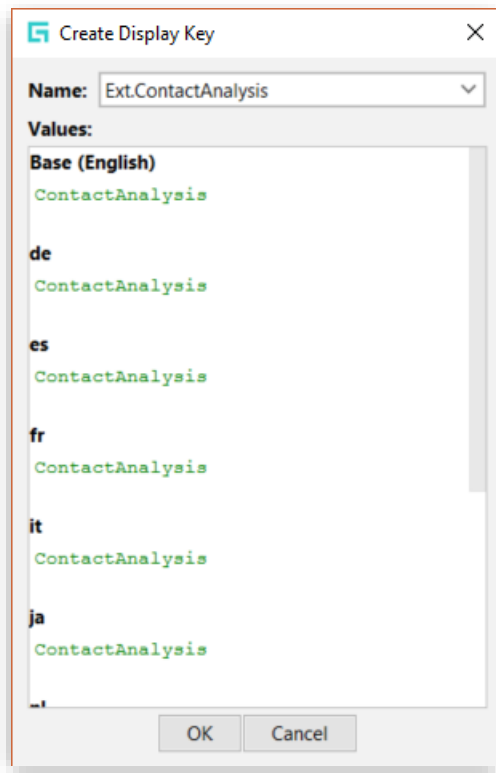 Create Display Key
Name: Ext.ContactAnalysis
Values:
Base (English)
ContactAnalysis
de
ContactAnalysis
es
ContactAnalysis
fr
ContactAnalysis
it
ContactAnalysis
ja
ContactAnalysis
OK Cancel